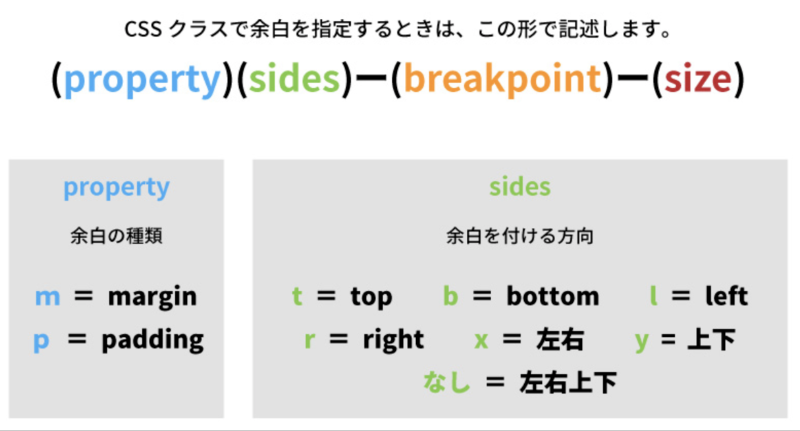 CSS クラスで余白を指定するときは、この形で記述します。
(property)(sides)ー(breakpoint)ー(size)
property
余白の種類
m = margin
p = padding
sides
余白を付ける方向
t = top b = bottom l = left
r = right x = 左右 y = 上下
なし = 左右上下